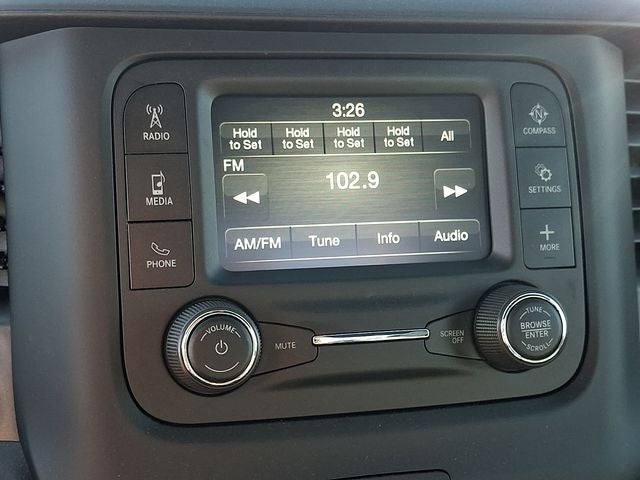 3:26
Hold to Set
Hold to Set
Hold to Set
Hold to Set
All
FM
102.9
AM/FM
Tune
Info
Audio
RADIO
MEDIA
PHONE
N
COMPASS
SETTINGS
MORE
VOLUME
MUTE
SCREEN
OFF
TUNE
BROWSE
ENTER
SCROLL